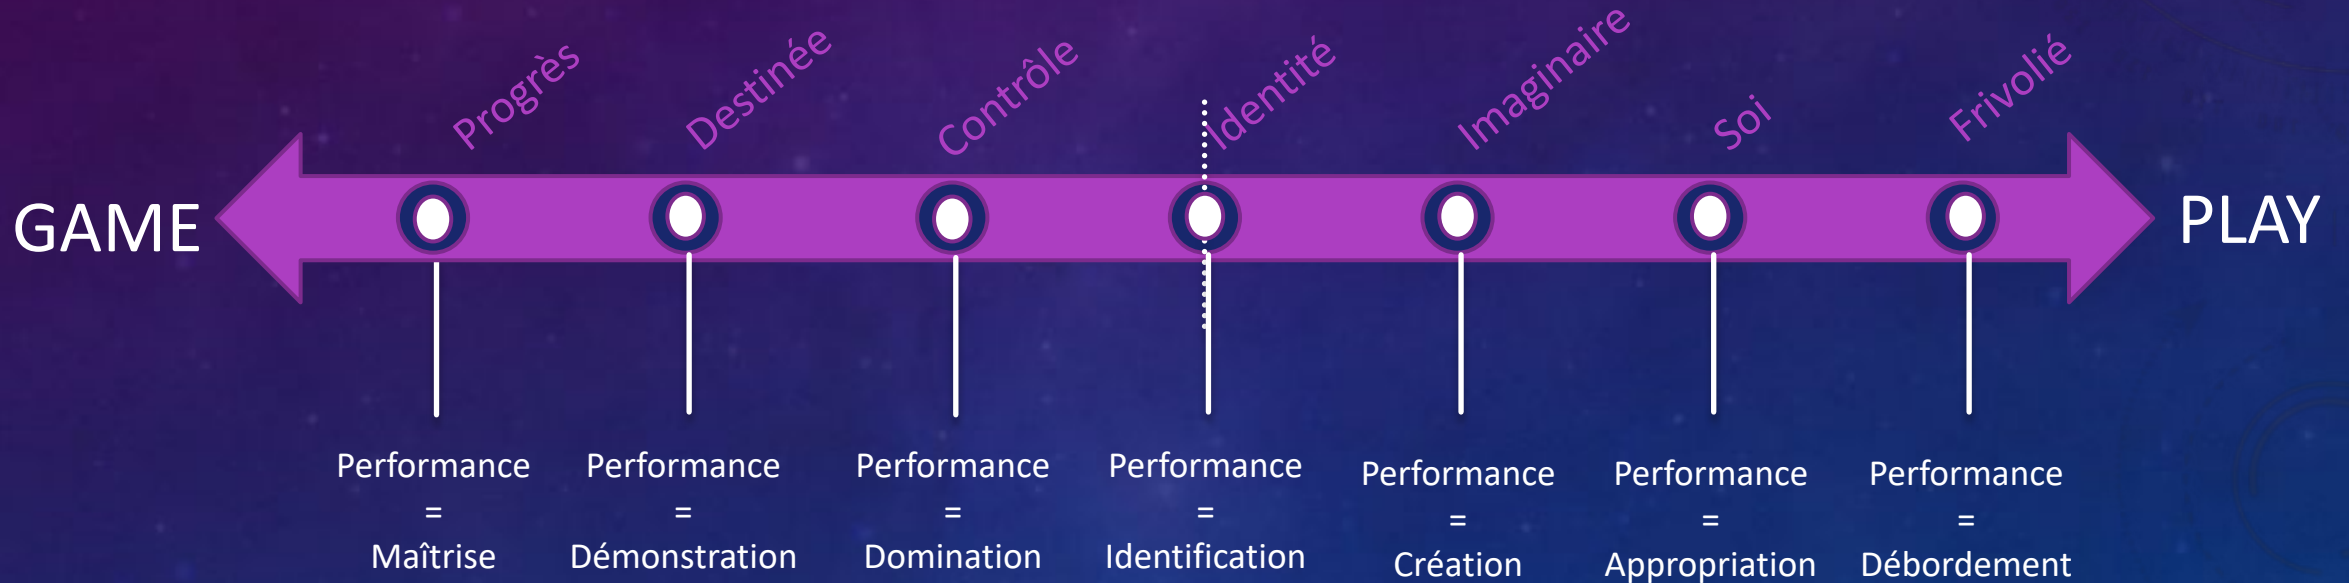 Progrès
Destinée
Contrôle
Identité
Imaginaire
Soi
Frivolié
GAME
PLAY
Performance
=
Maîtrise
Performance
=
Démonstration
Performance
=
Domination
Performance
=
Identification
Performance
=
Création
Performance
=
Appropriation
Performance
=
Débordement